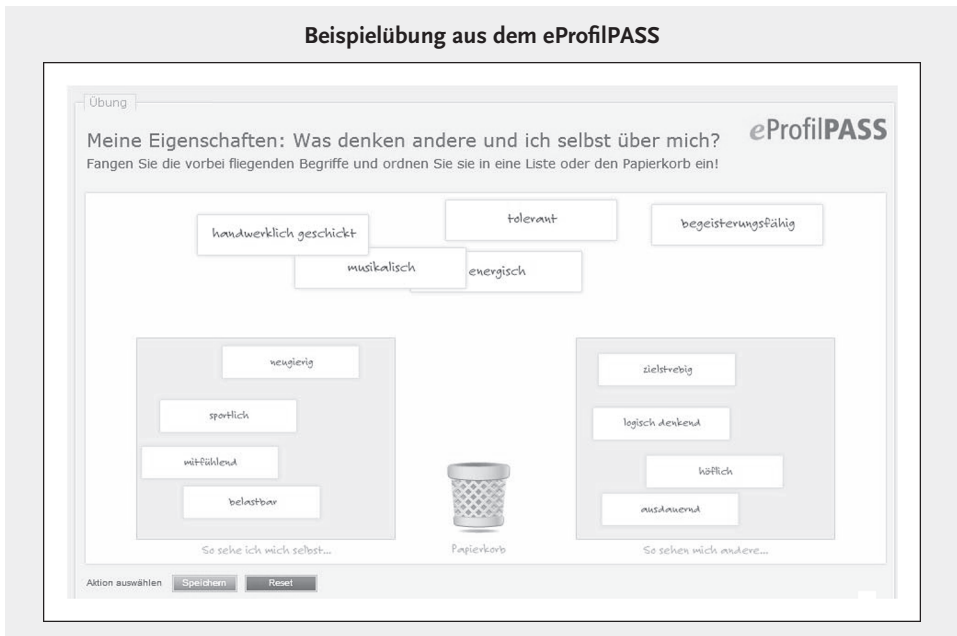 Beispielübung aus dem eProfilPASS
Übung
Meine Eigenschaften: Was denken andere und ich selbst über mich?
eProfilPASS
Fangen Sie die vorbei fliegenden Begriffe und ordnen Sie sie in eine Liste oder den Papierkorb ein!
handwerklich geschickt
tolerant
begeisterungsfähig
musikalisch
energisch
neugierig
sportlich
mitfühlend
belastbar
So sehe ich mich selbst...
Papierkorb
zielstrebig
logisch denkend
höflich
ausdauernd
So sehen mich andere...
Aktion auswählen
Speichern
Reset